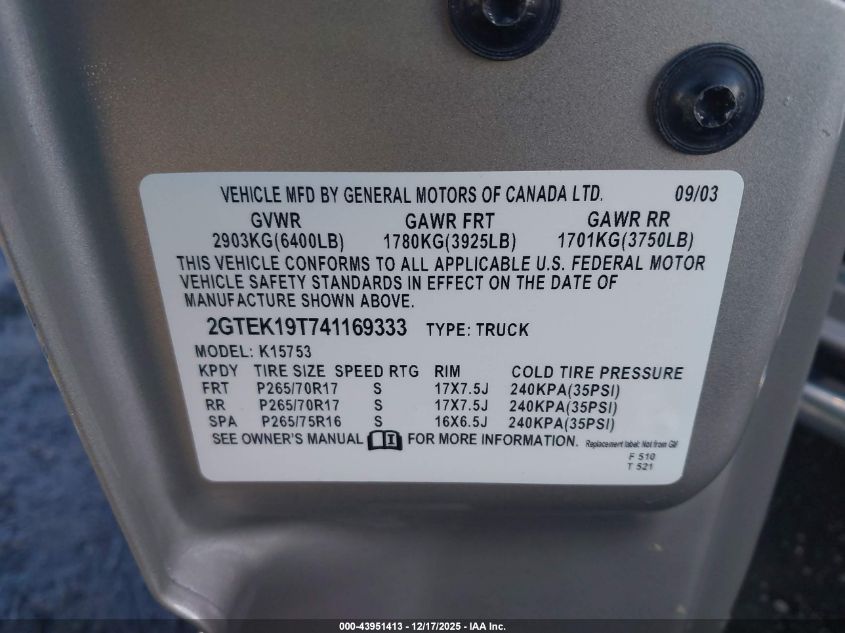 VEHICLE MFD BY GENERAL MOTORS OF CANADA LTD. 09/03
GVWR GAWR FRT GAWR RR
2903KG(6400LB) 1780KG(3925LB) 1701KG(3750LB)
THIS VEHICLE CONFORMS TO ALL APPLICABLE U.S. FEDERAL MOTOR
VEHICLE SAFETY STANDARDS IN EFFECT ON THE DATE OF
MANUFACTURE SHOWN ABOVE.
2GTEK19T741169333 TYPE: TRUCK
MODEL: K15753
KPDY TIRE SIZE SPEED RTG RIM COLD TIRE PRESSURE
FRT P265/70R17 S 17X7.5J 240KPA(35PSI)
RR P265/70R17 S 17X7.5J 240KPA(35PSI)
SPA P265/75R16 S 16X6.5J 240KPA(35PSI)
SEE OWNER'S MANUAL FOR MORE INFORMATION. Replacement label: Not from GM
F 510
T 521
000-43951413 - 12/17/2025 - IAA Inc.